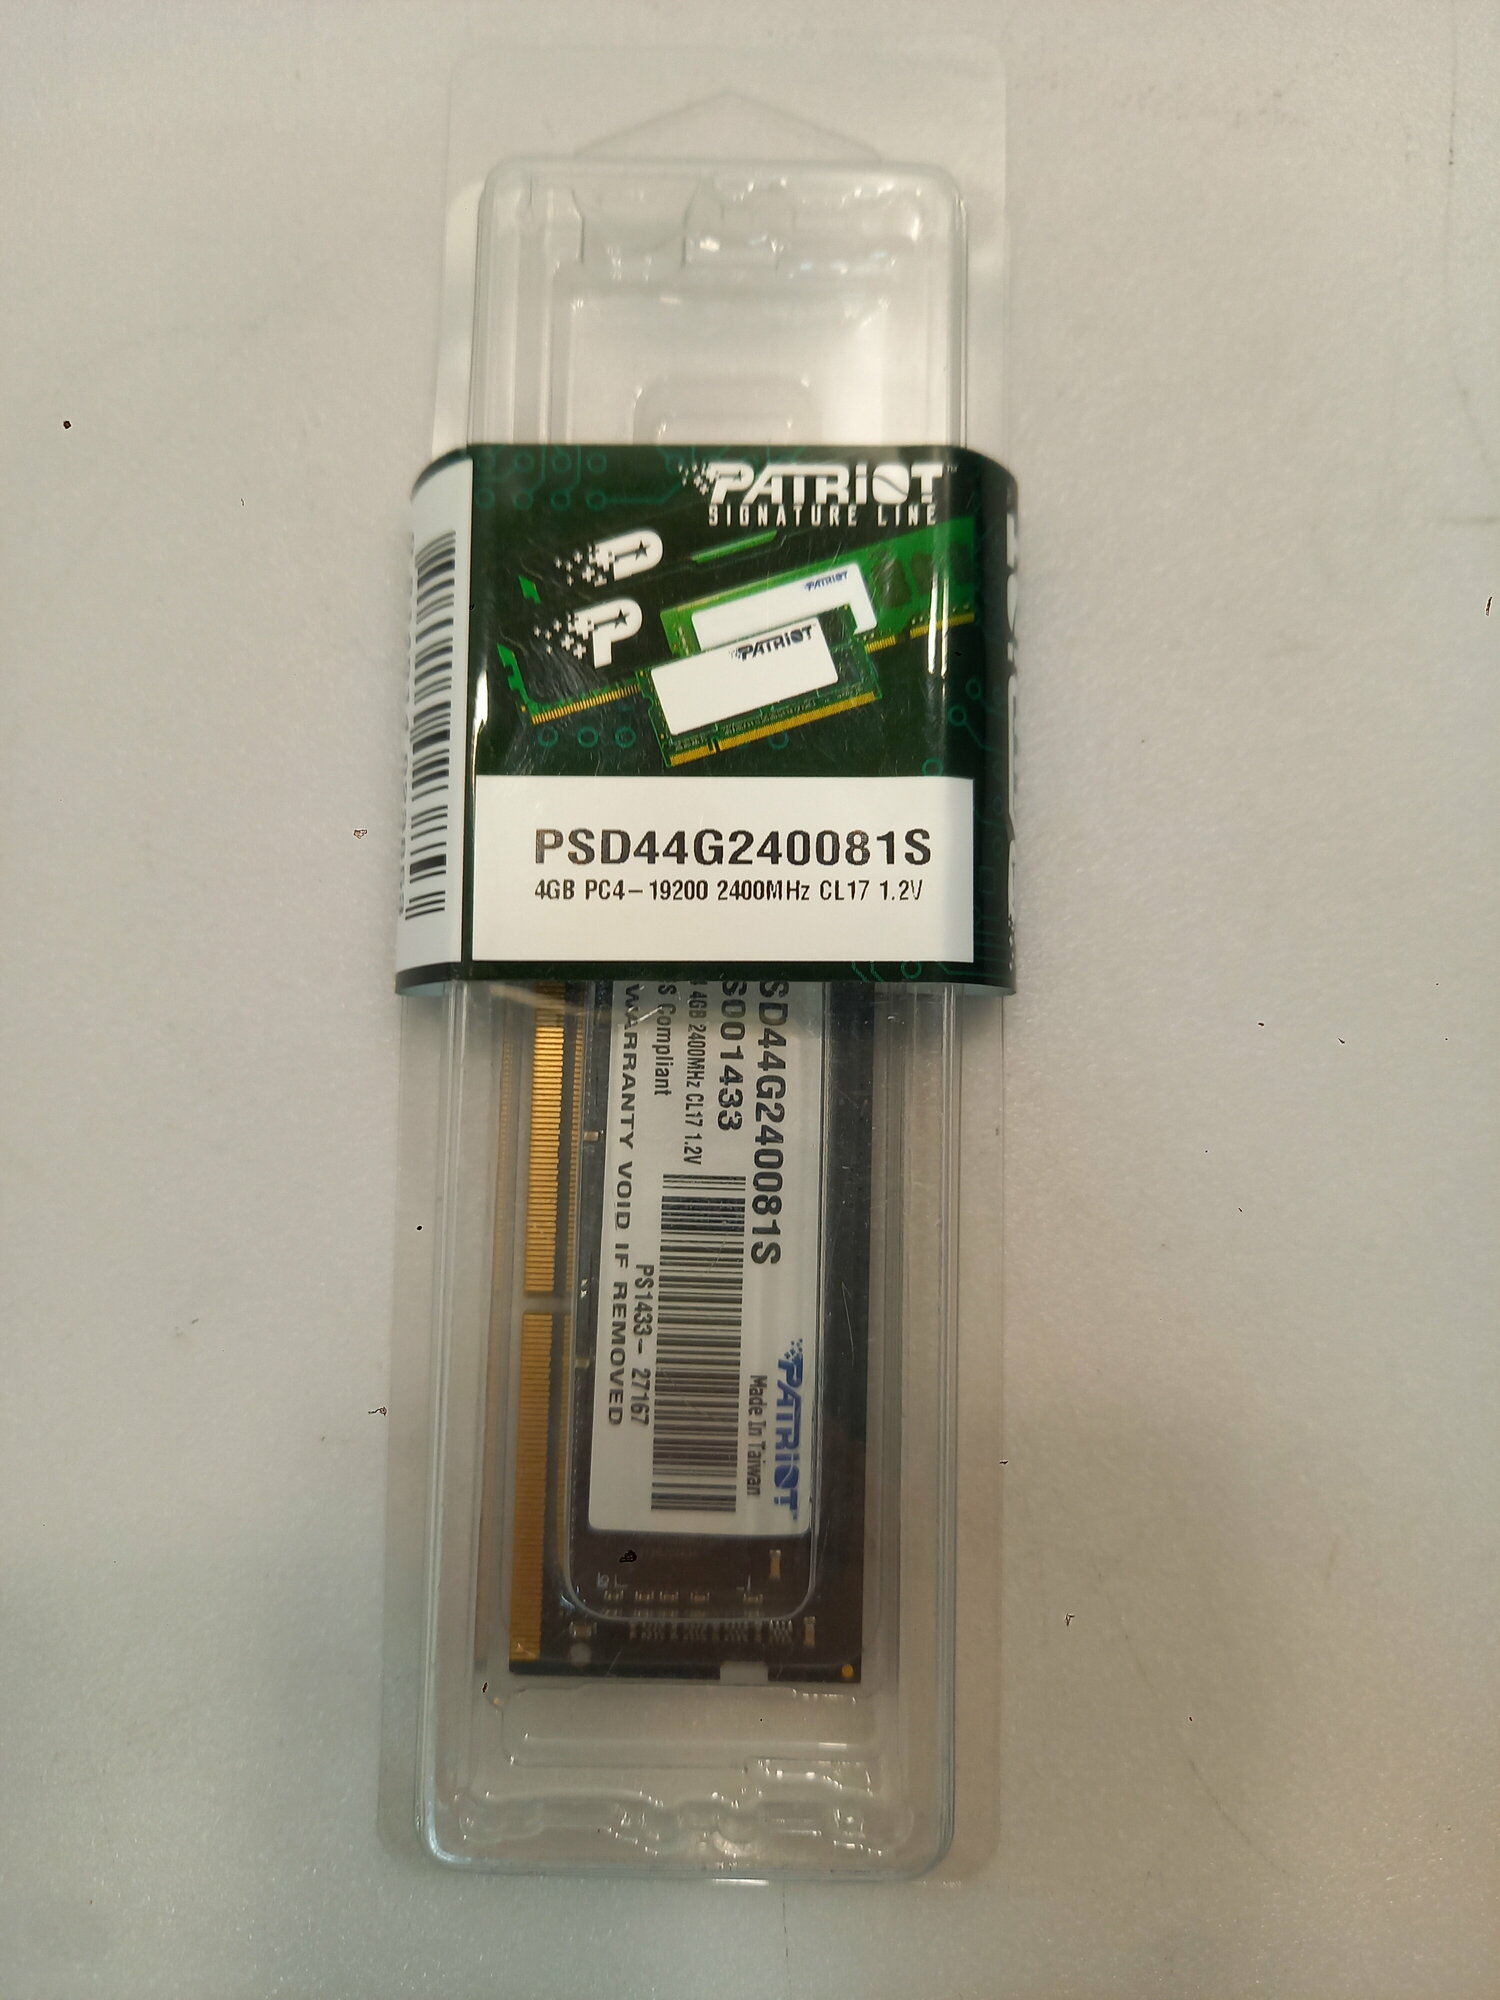 PATRIOT™
SIGNATURE LINE
P
P
PATRIOT
PATRIOT
PSD44G240081S
4GB PC4-19200 2400MHz CL17 1.2V
SD44G240081S
S001433
4GB 2400MHz CL17 1.2V
S Compliant
WARRANTY VOID IF REMOVED
PS1433- 27167
Made In Taiwan
PATRIOT